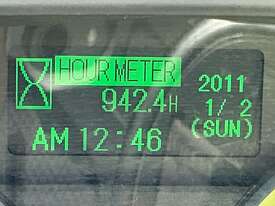 HOUR METER
942.4H
AM 12:46
2011
1/2
(SUN)